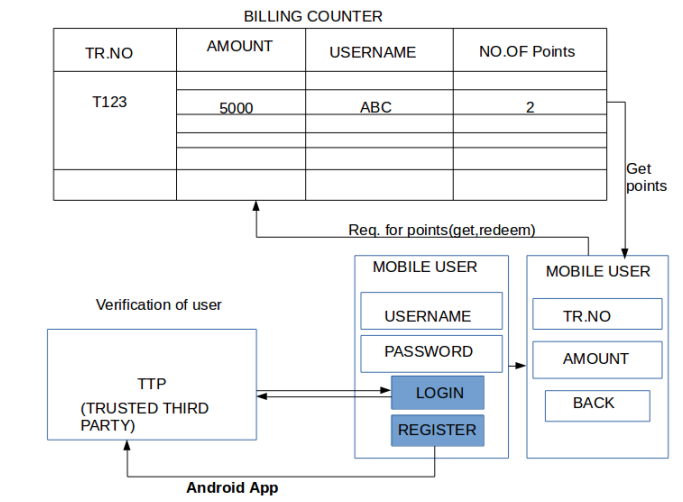 BILLING COUNTER
TR.NO AMOUNT USERNAME NO.OF Points
T123 5000 ABC 2
Get
points
Req. for points(get,redeem)
MOBILE USER
USERNAME
PASSWORD
LOGIN
REGISTER
MOBILE USER
TR.NO
AMOUNT
BACK
Verification of user
TTP
(TRUSTED THIRD
PARTY)
Android App